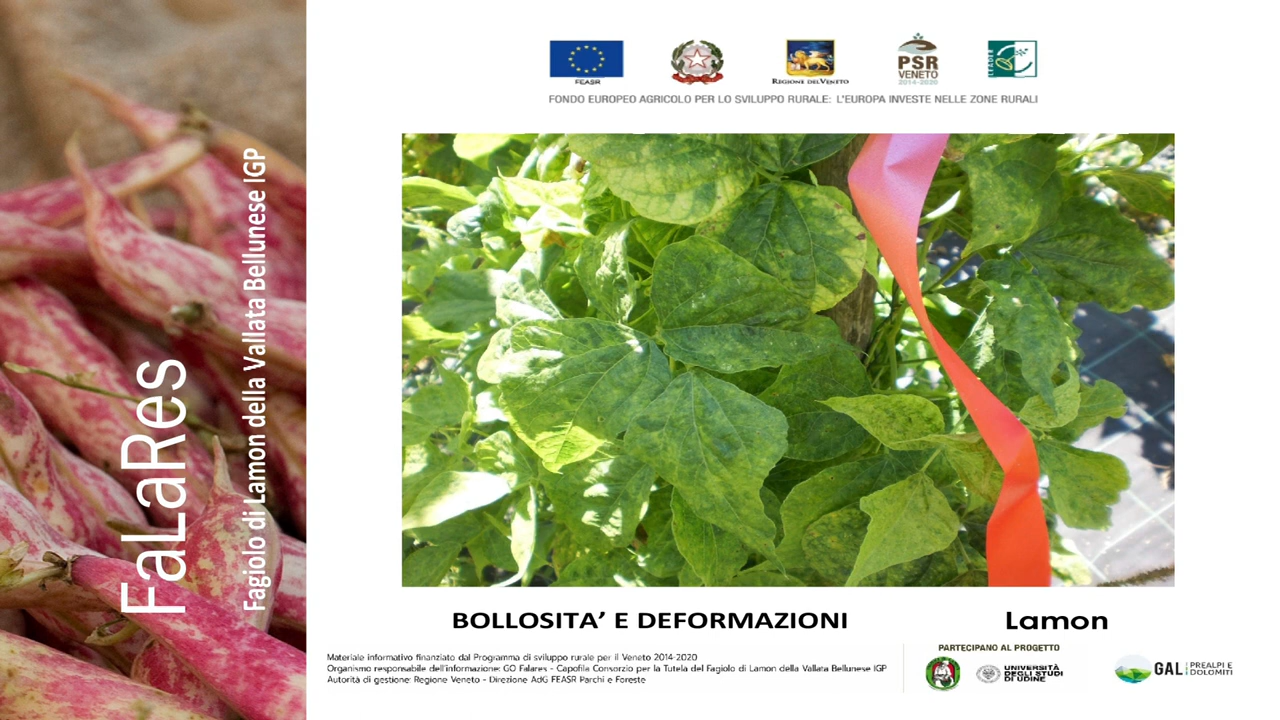 FaLaRes
Fagiolo di Lamon della Vallata Bellunese IGP
FEASR
REGIONE DEL VENETO
PSR
VENETO
2014-2020
LEADER
FONDO EUROPEO AGRICOLO PER LO SVILUPPO RURALE: L'EUROPA INVESTE NELLE ZONE RURALI
BOLLOSITA’ E DEFORMAZIONI
Lamon
Materiale informativo finanziato dal Programma di sviluppo rurale per il Veneto 2014-2020
Organismo responsabile dell'informazione: GO Falares - Capofila Consorzio per la Tutela del Fagiolo di Lamon della Vallata Bellunese IGP
Autorità di gestione: Regione Veneto - Direzione AdG FEASR Parchi e Foreste
PARTECIPANO AL PROGETTO
UNIVERSITÀ
DEGLI STUDI
DI UDINE
GAL PREALPI E
DOLOMITI